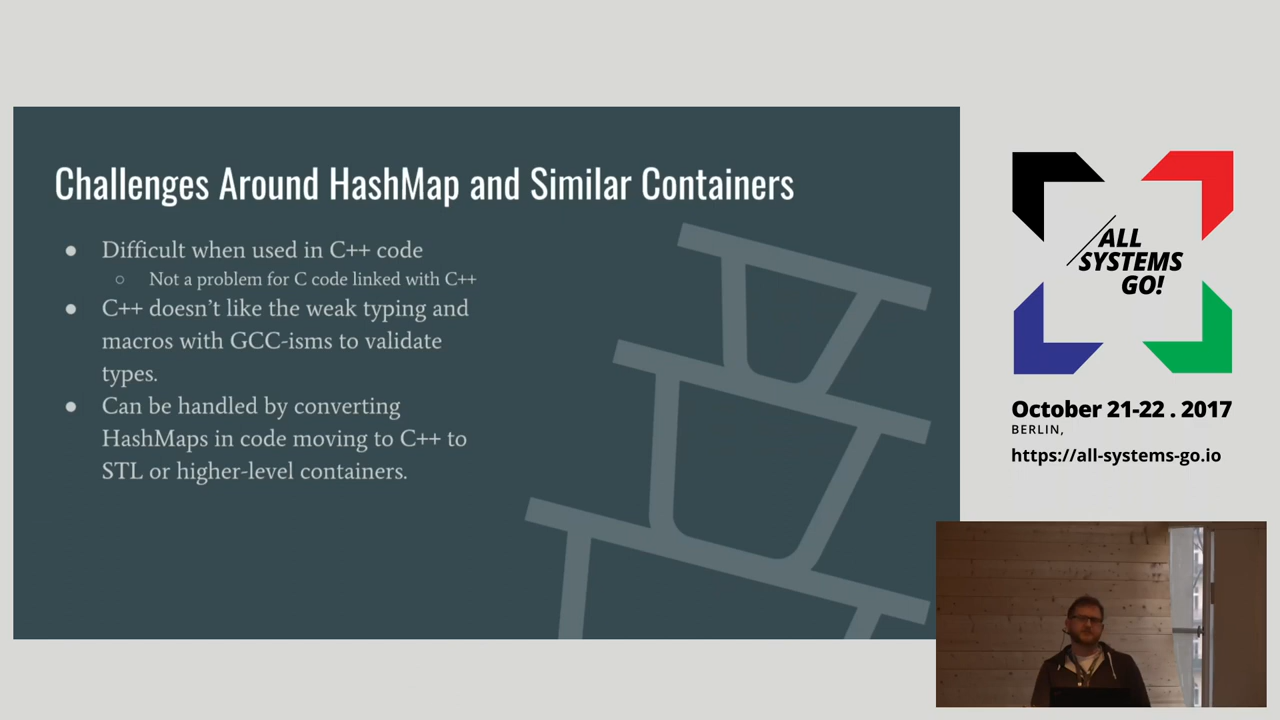 Challenges Around HashMap and Similar Containers
● Difficult when used in C++ code
○ Not a problem for C code linked with C++
● C++ doesn’t like the weak typing and
macros with GCC-isms to validate
types.
● Can be handled by converting
HashMaps in code moving to C++ to
STL or higher-level containers.
ALL
SYSTEMS
GO!
October 21-22 . 2017
BERLIN,
https://all-systems-go.io